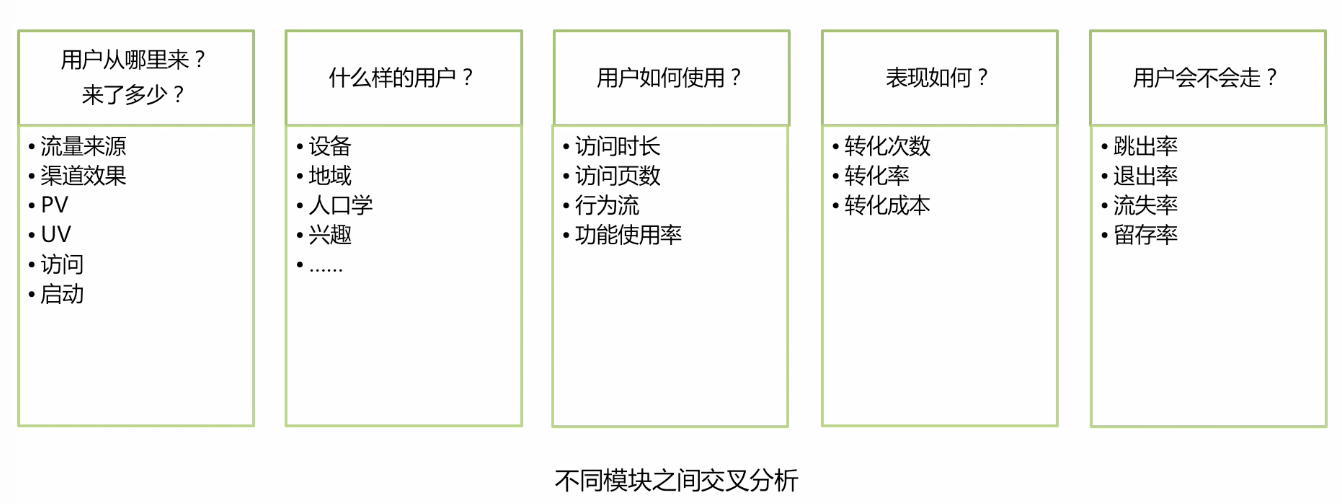 用户从哪里来？
来了多少？
• 流量来源
• 渠道效果
• PV
• UV
• 访问
• 启动
什么样的用户？
• 设备
• 地域
• 人口学
• 兴趣
• ......
用户如何使用？
• 访问时长
• 访问页数
• 行为流
• 功能使用率
表现如何？
• 转化次数
• 转化率
• 转化成本
用户会不会走？
• 跳出率
• 退出率
• 流失率
• 留存率
不同模块之间交叉分析